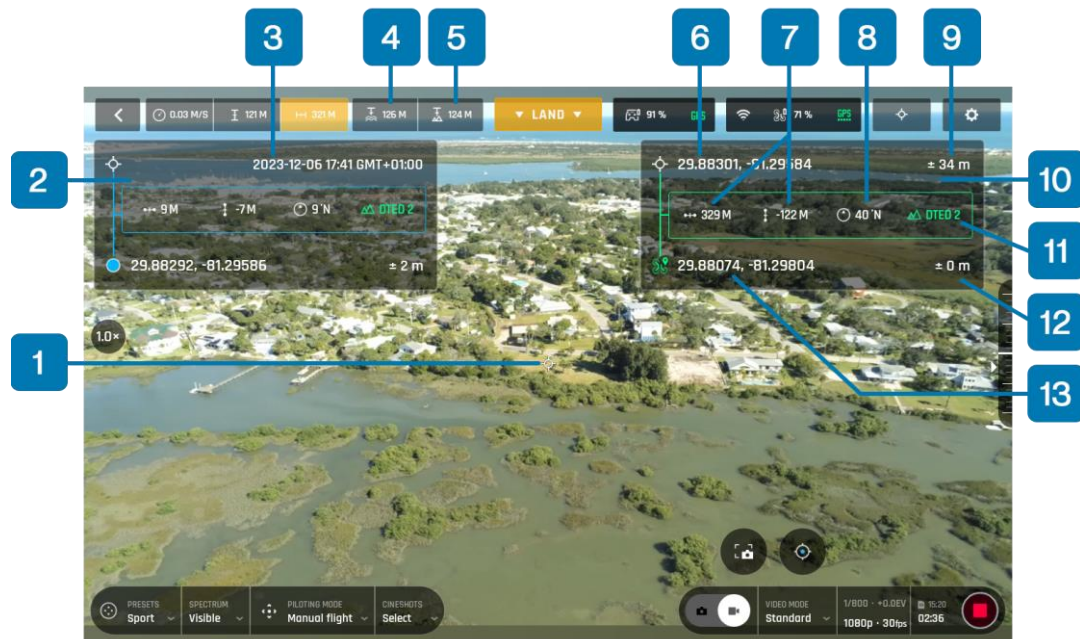 3 4 5 6 7 8 9
0.03 M/S 121 M 321 M 126 M 124 M LAND 91 % GPS 71 % GPS
2023-12-06 17:41 GMT+01:00
29.88301, -81.29584 ± 34 m
2
10
9 M -7 M 9°N DTED 2
329 M -122 M 40°N DTED 2
11
29.88292, -81.29586 ± 2 m
29.88074, -81.29804 ± 0 m
12
1.0×
1
13
PRESETS SPECTRUM PILOTING MODE CINESHOTS VIDEO MODE 1/800 · +0.0EV 15:20
Sport Visible Manual flight Select Standard 1080p · 30fps 02:36